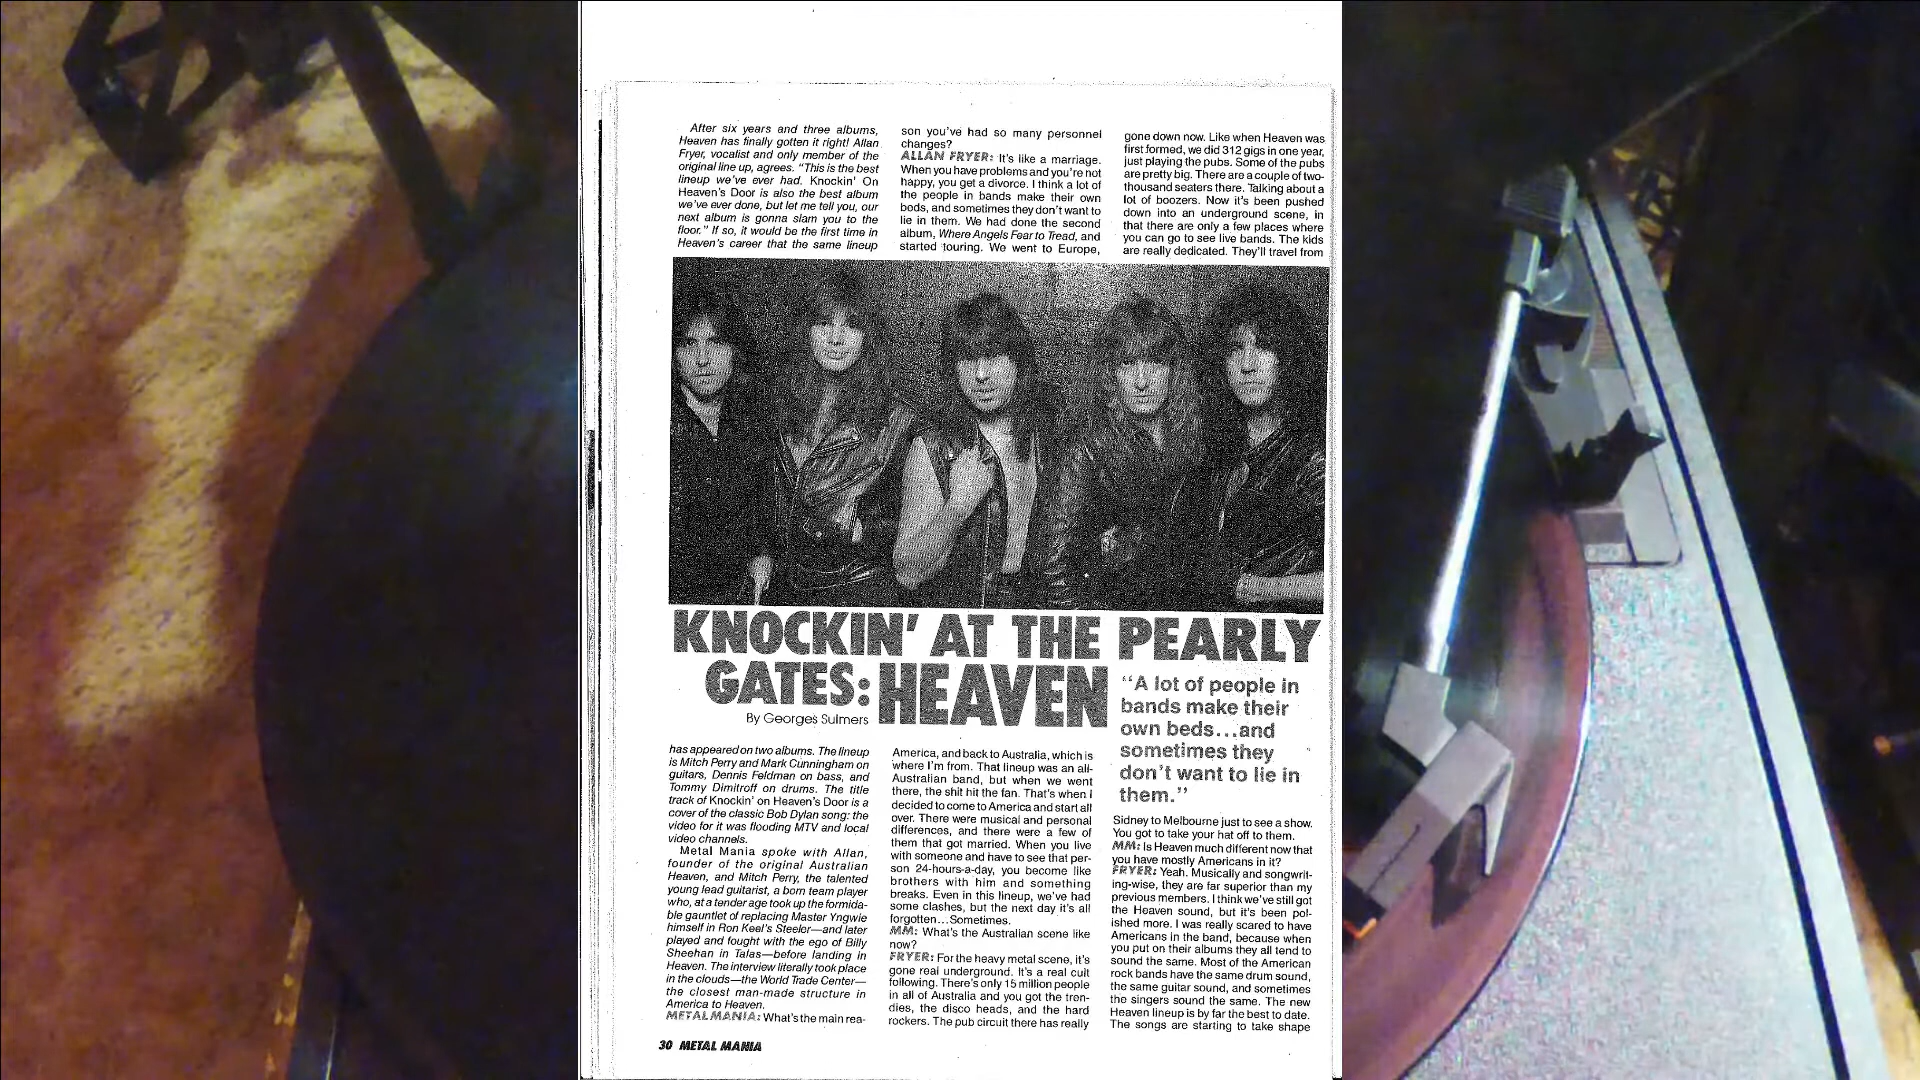 After six years and three albums,
Heaven has finally gotten it right! Allan
Fryer, vocalist and only member of the
original line up, agrees. "This is the best
lineup we've ever had. Knockin' On
Heaven's Door is also the best album
we've ever done, but let me tell you, our
next album is gonna slam you to the
floor." If so, it would be the first time in
Heaven's career that the same lineup
son you've had so many personnel
changes?
ALLAN FRYER: It's like a marriage.
When you have problems and you're not
happy, you get a divorce. I think a lot of
the people in bands make their own
beds, and sometimes they don't want to
lie in them. We had done the second
album, Where Angels Fear to Tread, and
started touring. We went to Europe,
gone down now. Like when Heaven was
first formed, we did 312 gigs in one year,
just playing the pubs. Some of the pubs
are pretty big. There are a couple of two-
thousand seaters there. Talking about a
lot of boozers. Now it's been pushed
down into an underground scene, in
that there are only a few places where
you can go to see live bands. The kids
are really dedicated. They'll travel from
KNOCKIN' AT THE PEARLY
GATES: HEAVEN
By Georges Sulmers
"A lot of people in
bands make their
own beds...and
sometimes they
don't want to lie in
them."
has appeared on two albums. The lineup
is Mitch Perry and Mark Cunningham on
guitars, Dennis Feldman on bass, and
Tommy Dimitroff on drums. The title
track of Knockin' on Heaven's Door is a
cover of the classic Bob Dylan song: the
video for it was flooding MTV and local
video channels.
Metal Mania spoke with Allan,
founder of the original Australian
Heaven, and Mitch Perry, the talented
young lead guitarist, a born team player
who, at a tender age took up the formida-
ble gauntlet of replacing Master Yngwie
himself in Ron Keel's Steeler—and later
played and fought with the ego of Billy
Sheehan in Talas—before landing in
Heaven. The interview literally took place
in the clouds—the World Trade Center—
the closest man-made structure in
America to Heaven.
METAL MANIA: What's the main rea-
America, and back to Australia, which is
where I'm from. That lineup was an all-
Australian band, but when we went
there, the shit hit the fan. That's when I
decided to come to America and start all
over. There were musical and personal
differences, and there were a few of
them that got married. When you live
with someone and have to see that per-
son 24-hours-a-day, you become like
brothers with him and something
breaks. Even in this lineup, we've had
some clashes, but the next day it's all
forgotten...Sometimes.
MM: What's the Australian scene like
now?
FRYER: For the heavy metal scene, it's
gone real underground. It's a real cult
following. There's only 15 million people
in all of Australia and you got the tren-
dies, the disco heads, and the hard
rockers. The pub circuit there has really
Sidney to Melbourne just to see a show.
You got to take your hat off to them.
MM: Is Heaven much different now that
you have mostly Americans in it?
FRYER: Yeah. Musically and songwrit-
ing-wise, they are far superior than my
previous members. I think we've still got
the Heaven sound, but it's been pol-
ished more. I was really scared to have
Americans in the band, because when
you put on their albums they all tend to
sound the same. Most of the American
rock bands have the same drum sound,
the same guitar sound, and sometimes
the singers sound the same. The new
Heaven lineup is by far the best to date.
The songs are starting to take shape
30 METAL MANIA